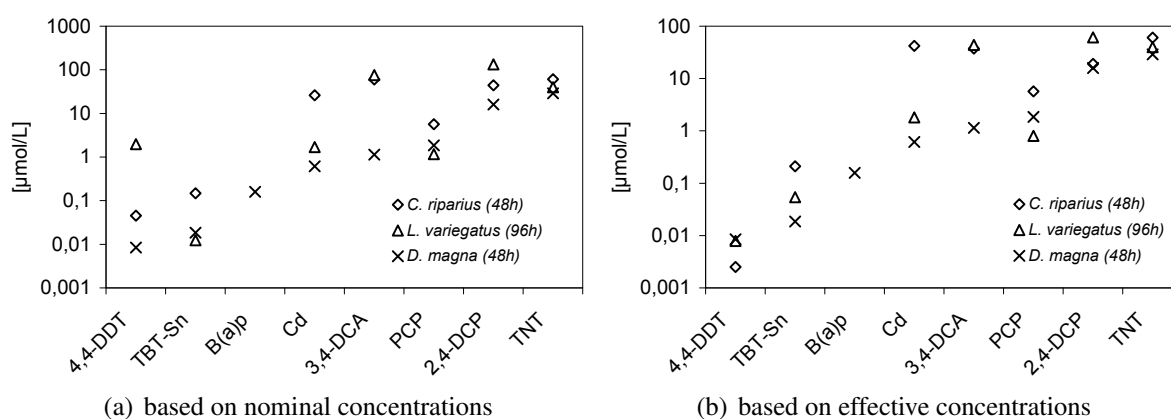 1000
100
10
1
0,1
0,01
0,001
[µmol/L]
C. riparius (48h)
L. variegatus (96h)
D. magna (48h)
4,4-DDT
TBT-Sn
B(a)p
Cd
3,4-DCA
PCP
2,4-DCP
TNT
(a) based on nominal concentrations
100
10
1
0,1
0,01
0,001
[µmol/L]
C. riparius (48h)
L. variegatus (96h)
D. magna (48h)
4,4-DDT
TBT-Sn
B(a)p
Cd
3,4-DCA
PCP
2,4-DCP
TNT
(b) based on effective concentrations